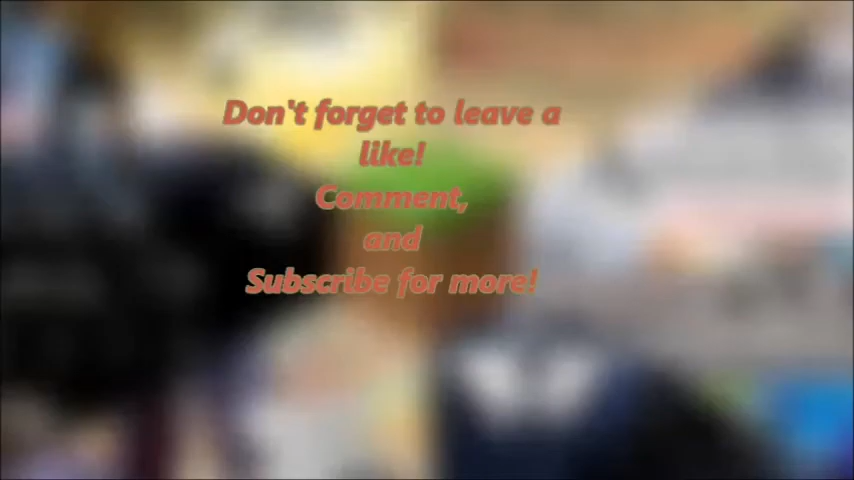 Don't forget to leave a
like!
Comment,
and
Subscribe for more!